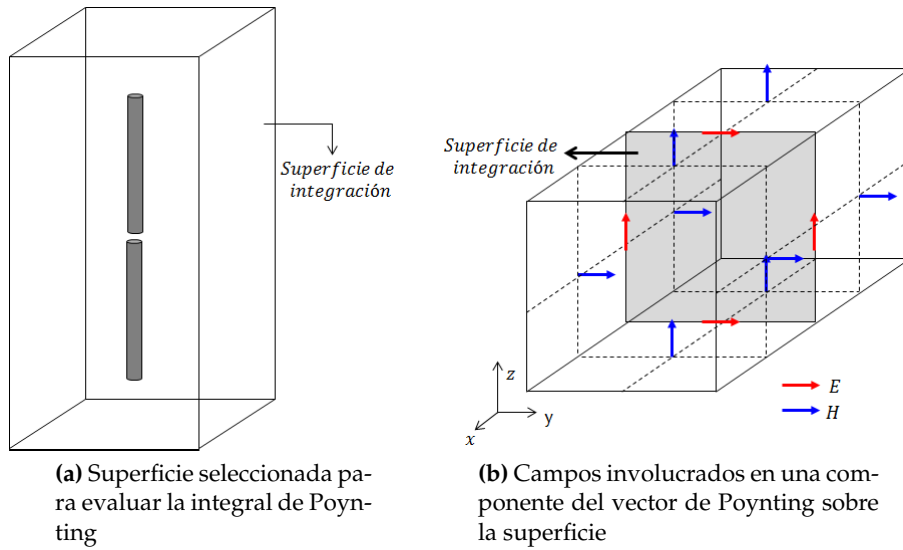 Superficie de
integración
(a) Superficie seleccionada pa-
ra evaluar la integral de Poyn-
ting
Superficie de
integración
z
y
x
E
H
(b) Campos involucrados en una com-
ponente del vector de Poynting sobre
la superficie